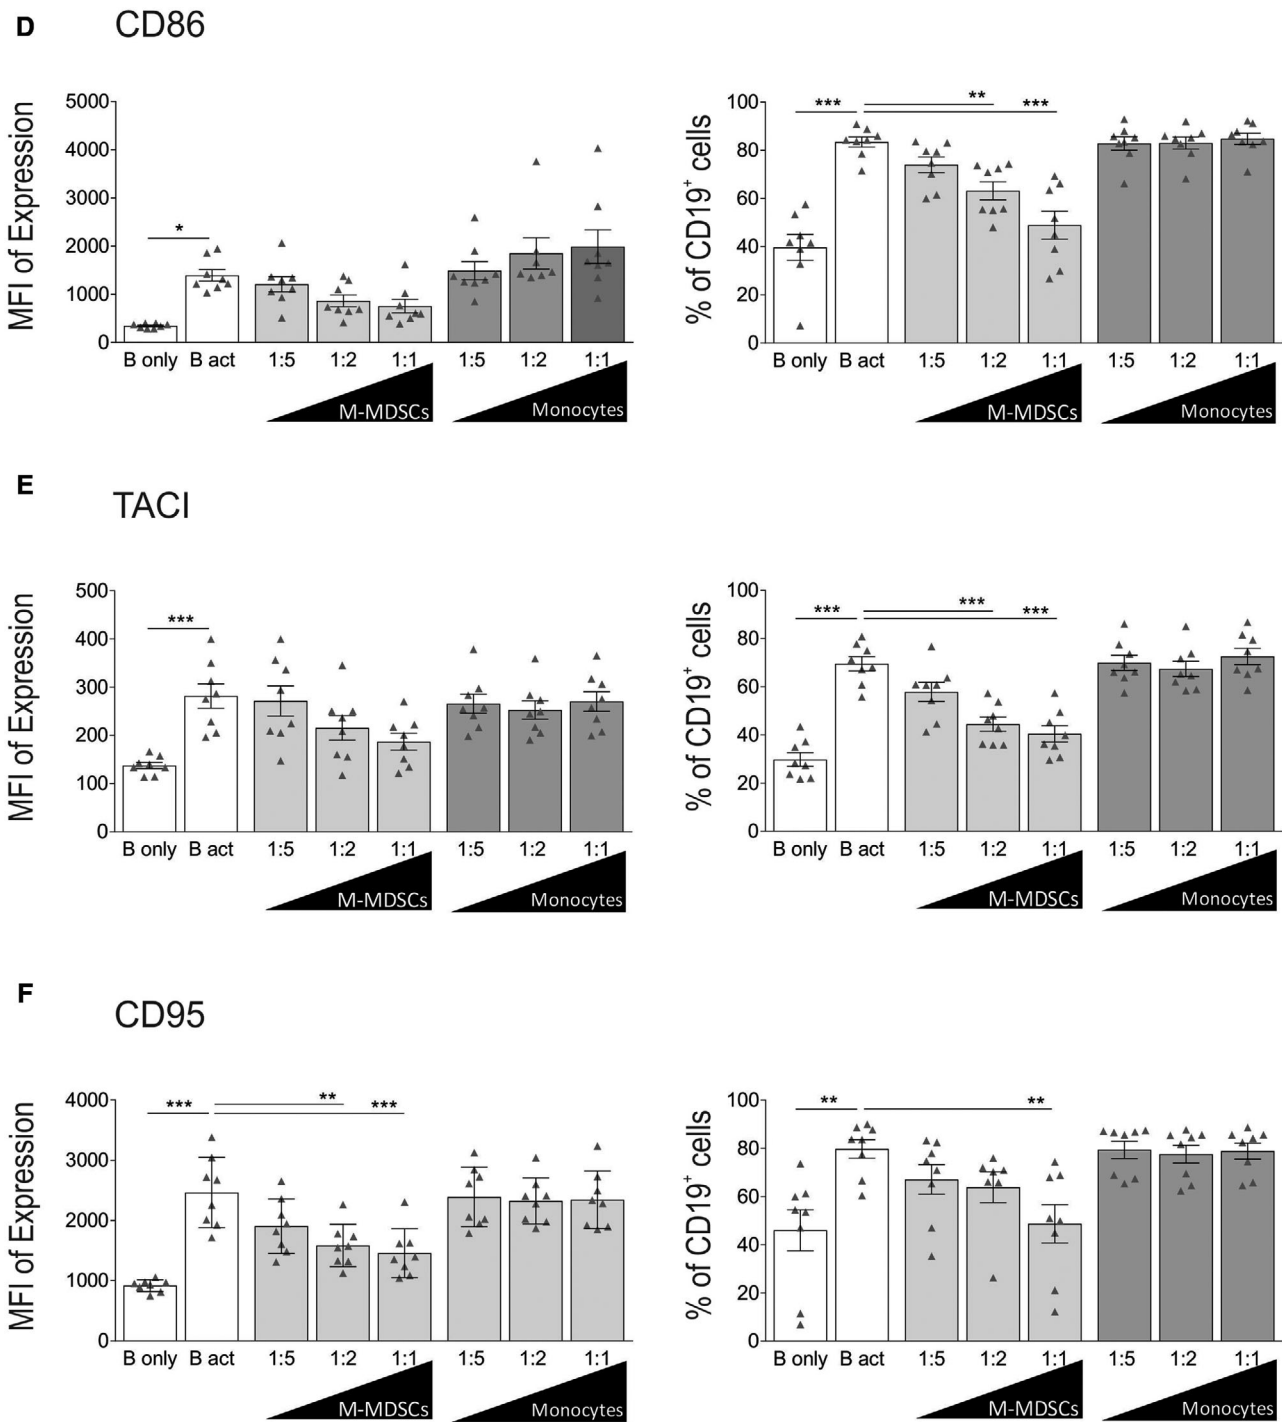 D CD86
MFI of Expression
5000
4000
3000
2000
1000
0
*
B only B act 1:5 1:2 1:1 1:5 1:2 1:1
M-MDSCs Monocytes
% of CD19+ cells
100
80
60
40
20
0
*** ** ***
B only B act 1:5 1:2 1:1 1:5 1:2 1:1
M-MDSCs Monocytes
E TACI
MFI of Expression
500
400
300
200
100
0
***
B only B act 1:5 1:2 1:1 1:5 1:2 1:1
M-MDSCs Monocytes
% of CD19+ cells
100
80
60
40
20
0
*** *** ***
B only B act 1:5 1:2 1:1 1:5 1:2 1:1
M-MDSCs Monocytes
F CD95
MFI of Expression
4000
3000
2000
1000
0
*** ** ***
B only B act 1:5 1:2 1:1 1:5 1:2 1:1
M-MDSCs Monocytes
% of CD19+ cells
100
80
60
40
20
0
** **
B only B act 1:5 1:2 1:1 1:5 1:2 1:1
M-MDSCs Monocytes